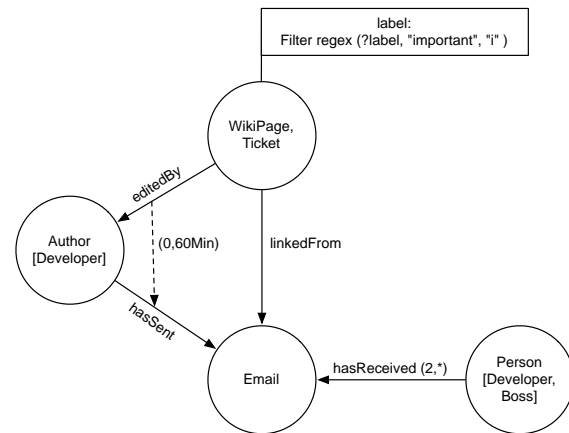 label:
Filter regex (?label, "important", "i" )
WikiPage,
Ticket
editedBy
Author
[Developer]
(0,60Min)
linkedFrom
hasSent
Email
hasReceived (2,*)
Person
[Developer,
Boss]